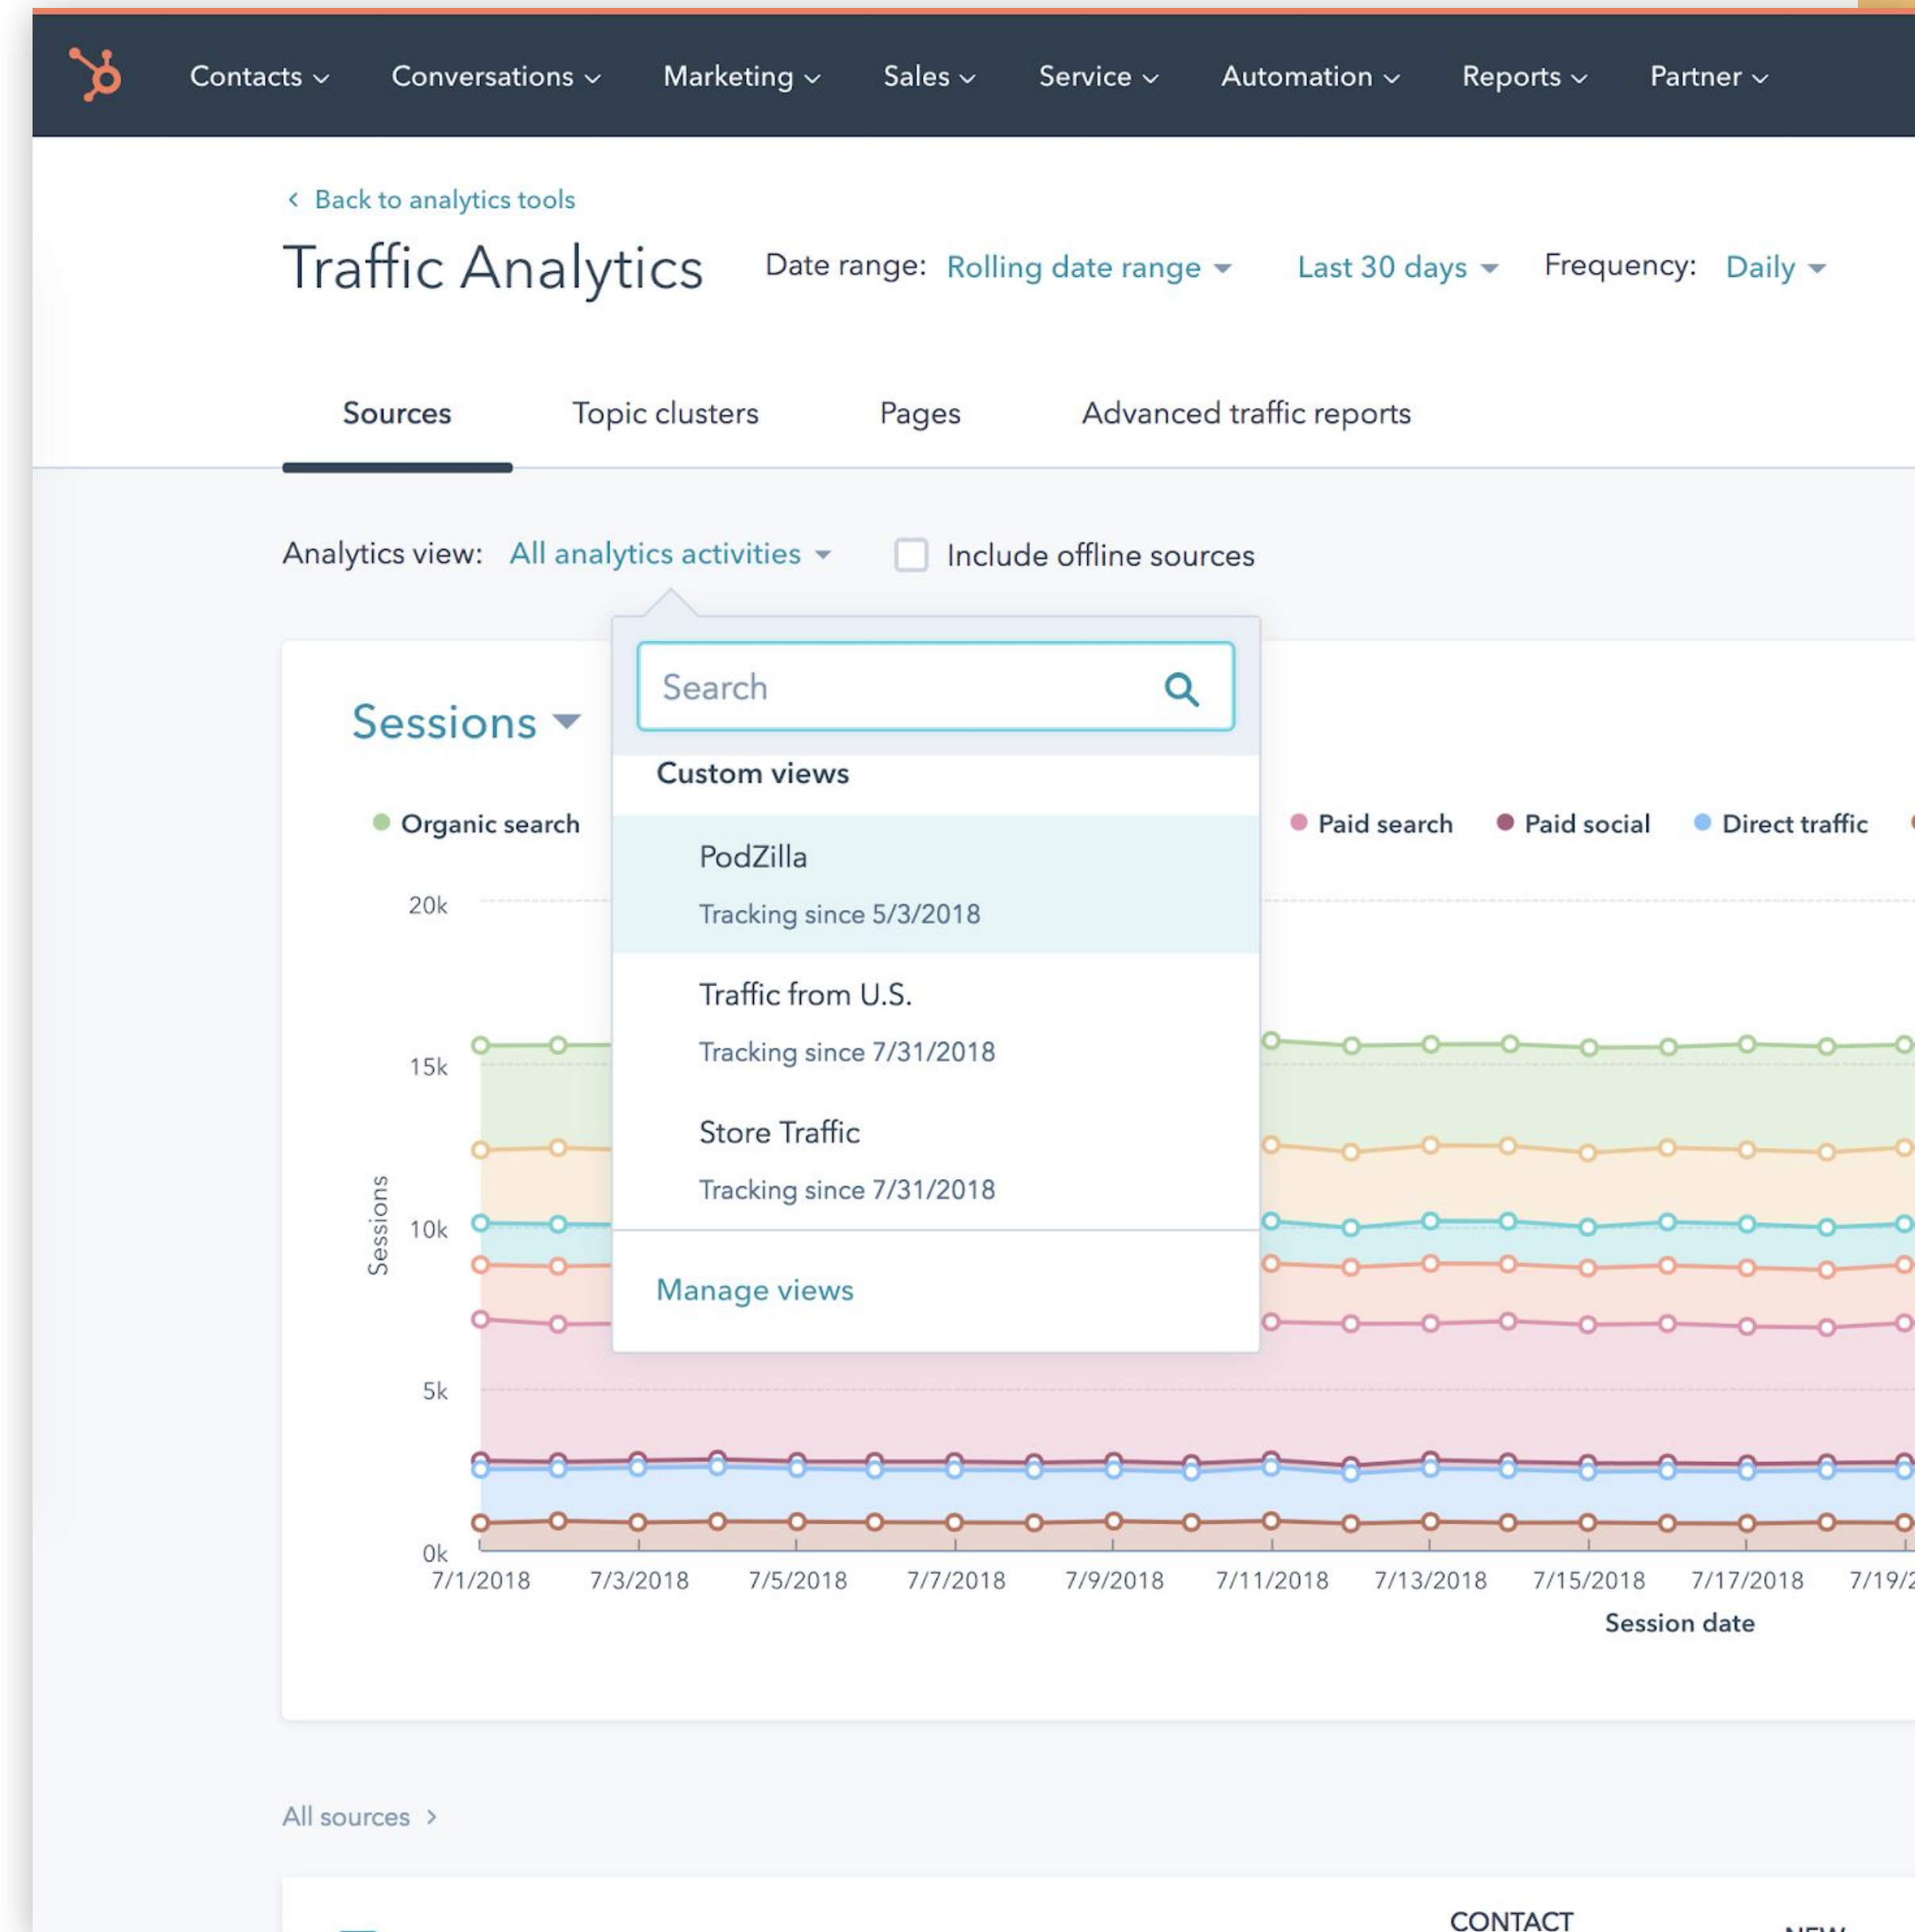 Contacts Conversations Marketing Sales Service Automation Reports Partner
Back to analytics tools
Traffic Analytics Date range: Rolling date range Last 30 days Frequency: Daily
Sources Topic clusters Pages Advanced traffic reports
Analytics view: All analytics activities Include offline sources
Search
Sessions
Custom views
Organic search Paid search Paid social Direct traffic
PodZilla
Tracking since 5/3/2018
Traffic from U.S.
Tracking since 7/31/2018
Store Traffic
Tracking since 7/31/2018
Manage views
20k
15k
10k
5k
0k
Sessions
7/1/2018 7/3/2018 7/5/2018 7/7/2018 7/9/2018 7/11/2018 7/13/2018 7/15/2018 7/17/2018 7/19/2
Session date
All sources
CONTACT
NEW